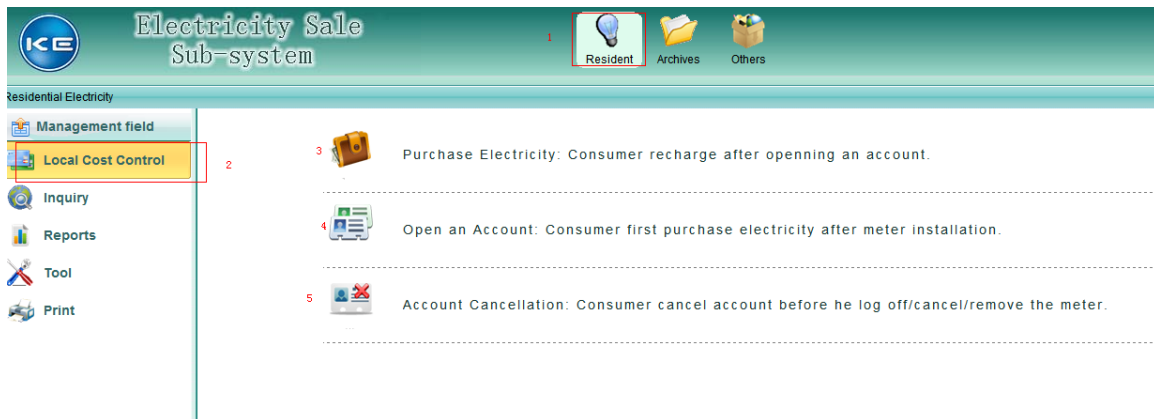 KE
Electricity Sale
Sub-system
1
Resident
Archives
Others
Residential Electricity
Management field
Local Cost Control
2
Inquiry
Reports
Tool
Print
3
Purchase Electricity: Consumer recharge after openning an account.
4
Open an Account: Consumer first purchase electricity after meter installation.
5
Account Cancellation: Consumer cancel account before he log off/cancel/remove the meter.